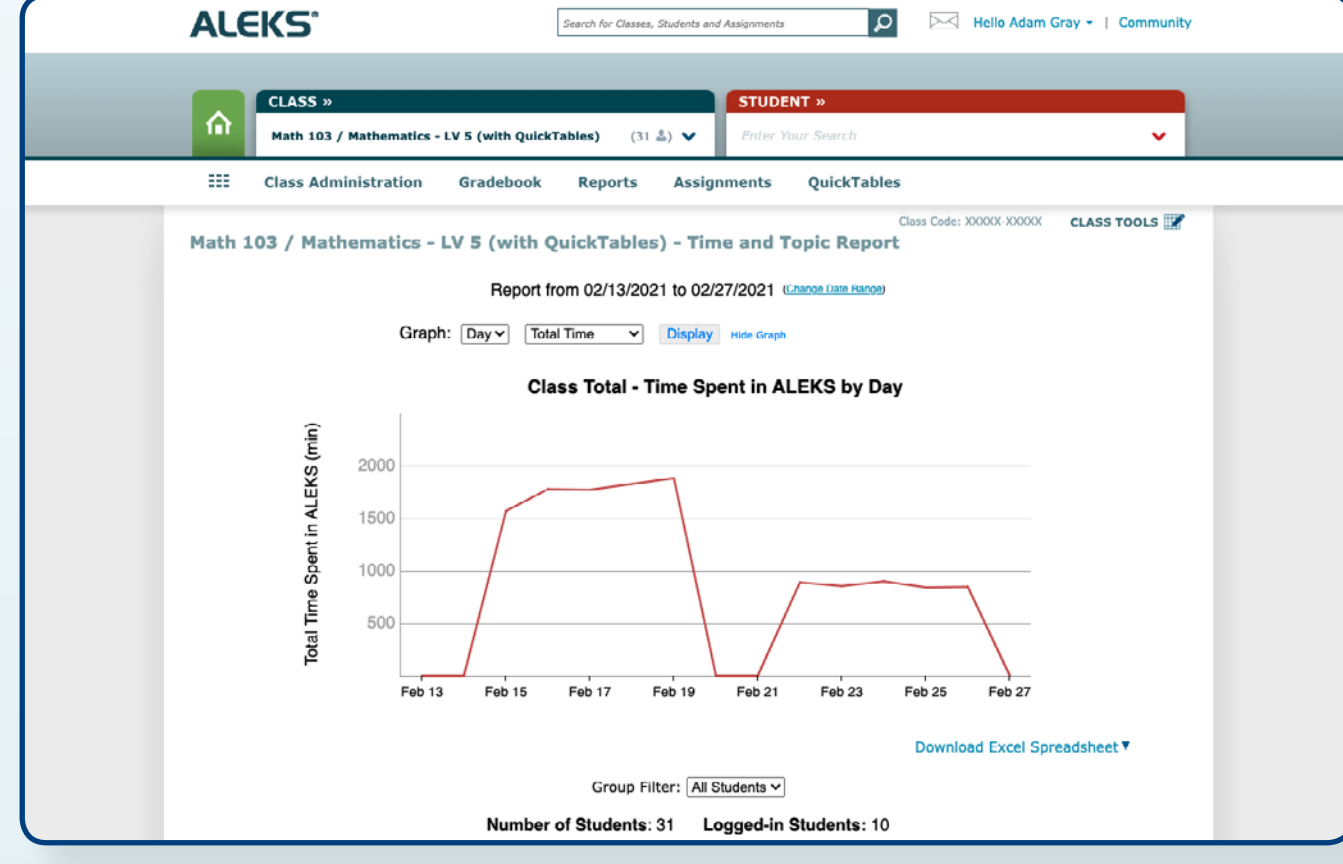 ALEKS®
Search for Classes, Students and Assignments
Hello Adam Gray | Community
CLASS »
Math 103 / Mathematics - LV 5 (with QuickTables) (31)
STUDENT »
Enter Your Search
Class Administration Gradebook Reports Assignments QuickTables
Class Code: XXXXX-XXXXX CLASS TOOLS
Math 103 / Mathematics - LV 5 (with QuickTables) - Time and Topic Report
Report from 02/13/2021 to 02/27/2021 (Change Date Range)
Graph: Day Total Time Display Hide Graph
Class Total - Time Spent in ALEKS by Day
Total Time Spent in ALEKS (min)
2000
1500
1000
500
Feb 13 Feb 15 Feb 17 Feb 19 Feb 21 Feb 23 Feb 25 Feb 27
Download Excel Spreadsheet
Group Filter: All Students
Number of Students: 31 Logged-in Students: 10